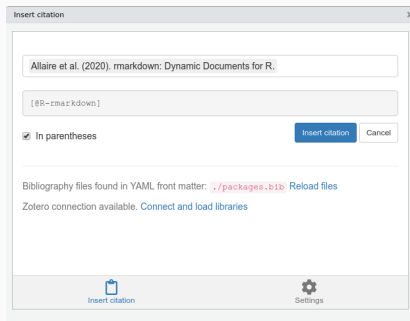 Insert citation
Allaire et al. (2020). rmarkdown: Dynamic Documents for R.
[@R-rmarkdown]
In parentheses
Insert citation Cancel
Bibliography files found in YAML front matter: ./packages.bib Reload files
Zotero connection available. Connect and load libraries
Insert citation Settings